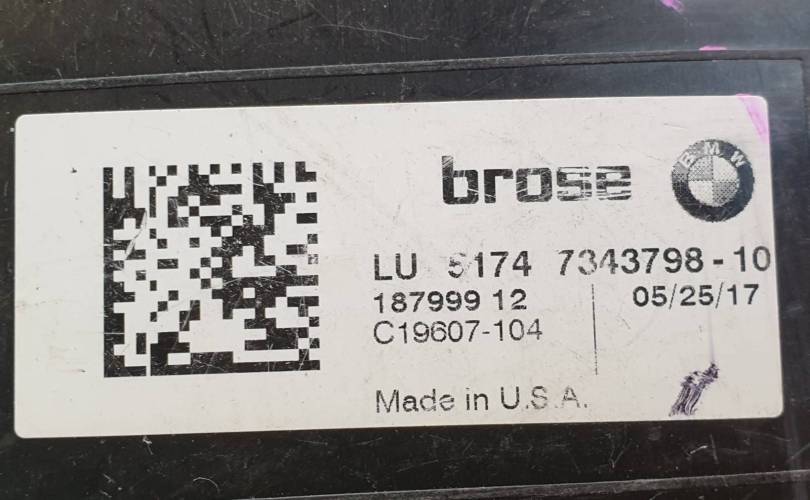 brose
BMW
LU 5174 7343798-10
187999 12
05/25/17
C19607-104
Made in U.S.A.